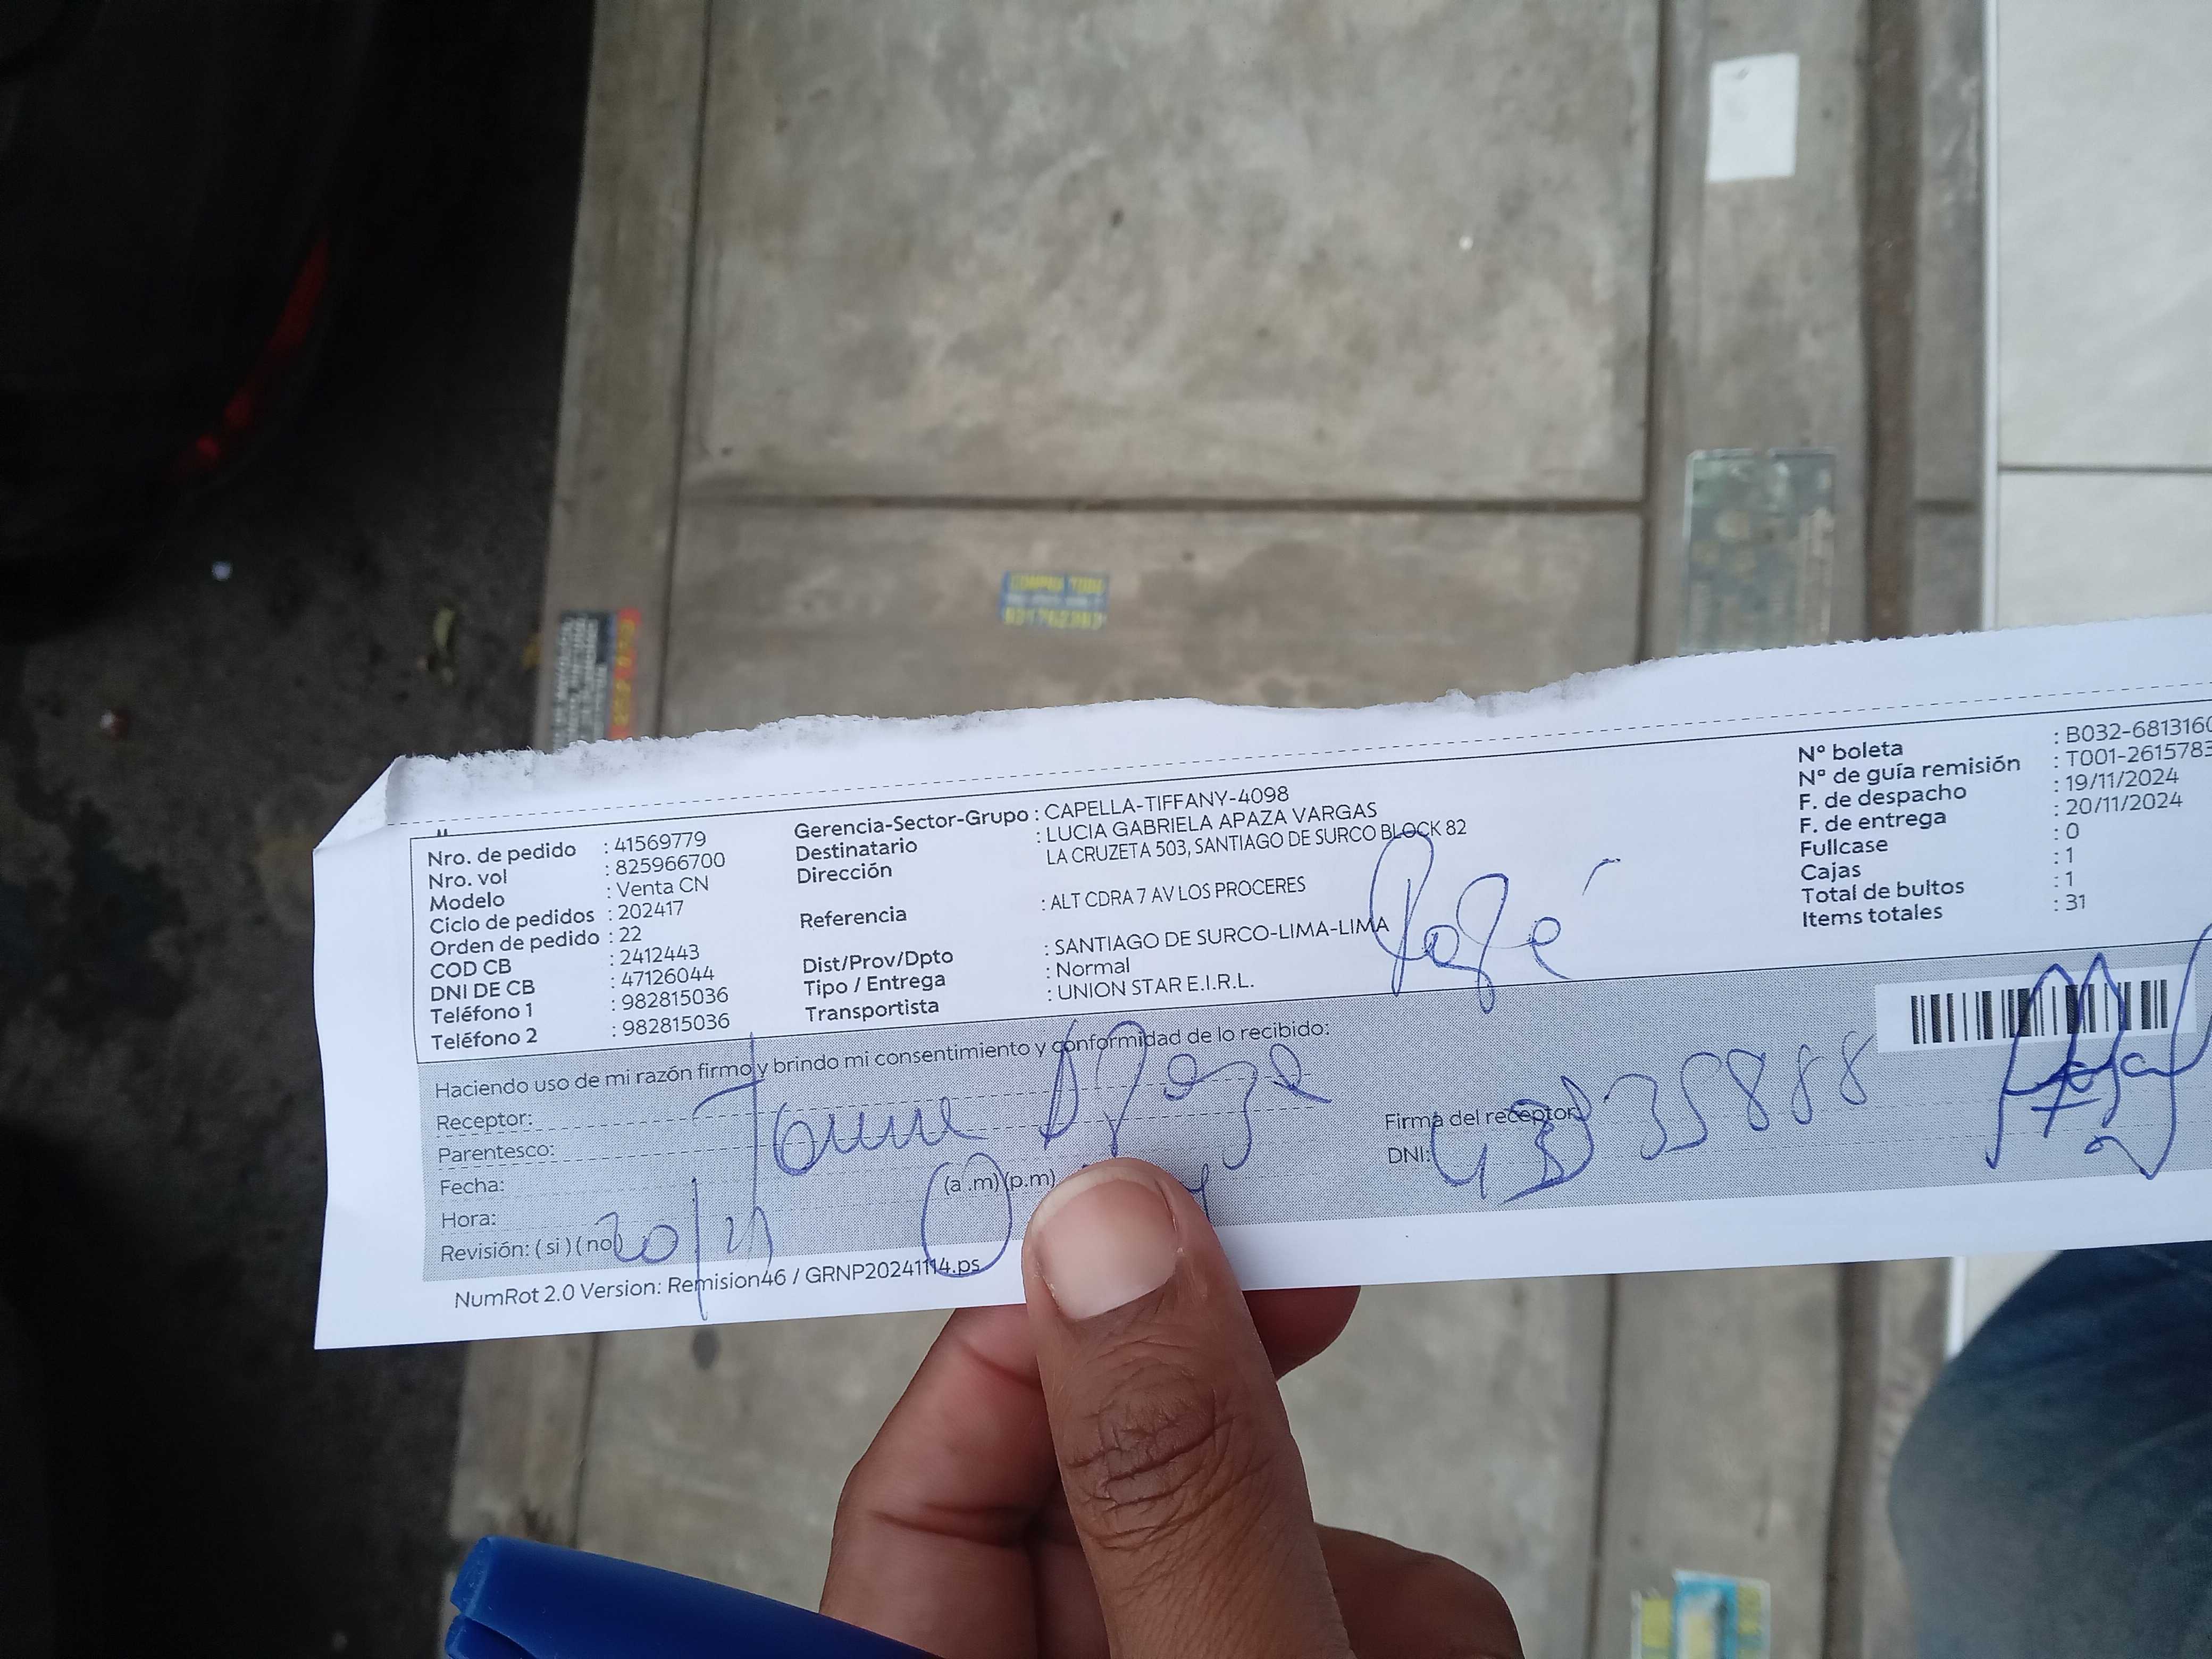 COMPRA TODO
Nro. de pedido : 41569779
Nro. vol : 825966700
Modelo : Venta CN
Ciclo de pedidos : 202417
Orden de pedido : 22
COD CB : 2412443
DNI DE CB : 47126044
Teléfono 1 : 982815036
Teléfono 2 : 982815036
Gerencia-Sector-Grupo : CAPELLA-TIFFANY-4098
Destinatario : LUCIA GABRIELA APAZA VARGAS
Dirección LA CRUZETA 503, SANTIAGO DE SURCO BLOCK 82
Referencia : ALT CDRA 7 AV LOS PROCERES
Dist/Prov/Dpto : SANTIAGO DE SURCO-LIMA-LIMA
Tipo / Entrega : Normal
Transportista : UNION STAR E.I.R.L.
N° boleta : B032-6813160
N° de guía remisión : T001-2615783
F. de despacho : 19/11/2024
F. de entrega : 20/11/2024
Fullcase : 0
Cajas : 1
Total de bultos : 1
Items totales : 31
Haciendo uso de mi razón firmo y brindo mi consentimiento y conformidad de lo recibido:
Receptor:
Parentesco:
Fecha:
Hora: (a .m) (p.m)
Revisión: ( si ) ( no) 20/11
Firma del receptor
DNI:
NumRot 2.0 Version: Remision46 / GRNP20241114.ps